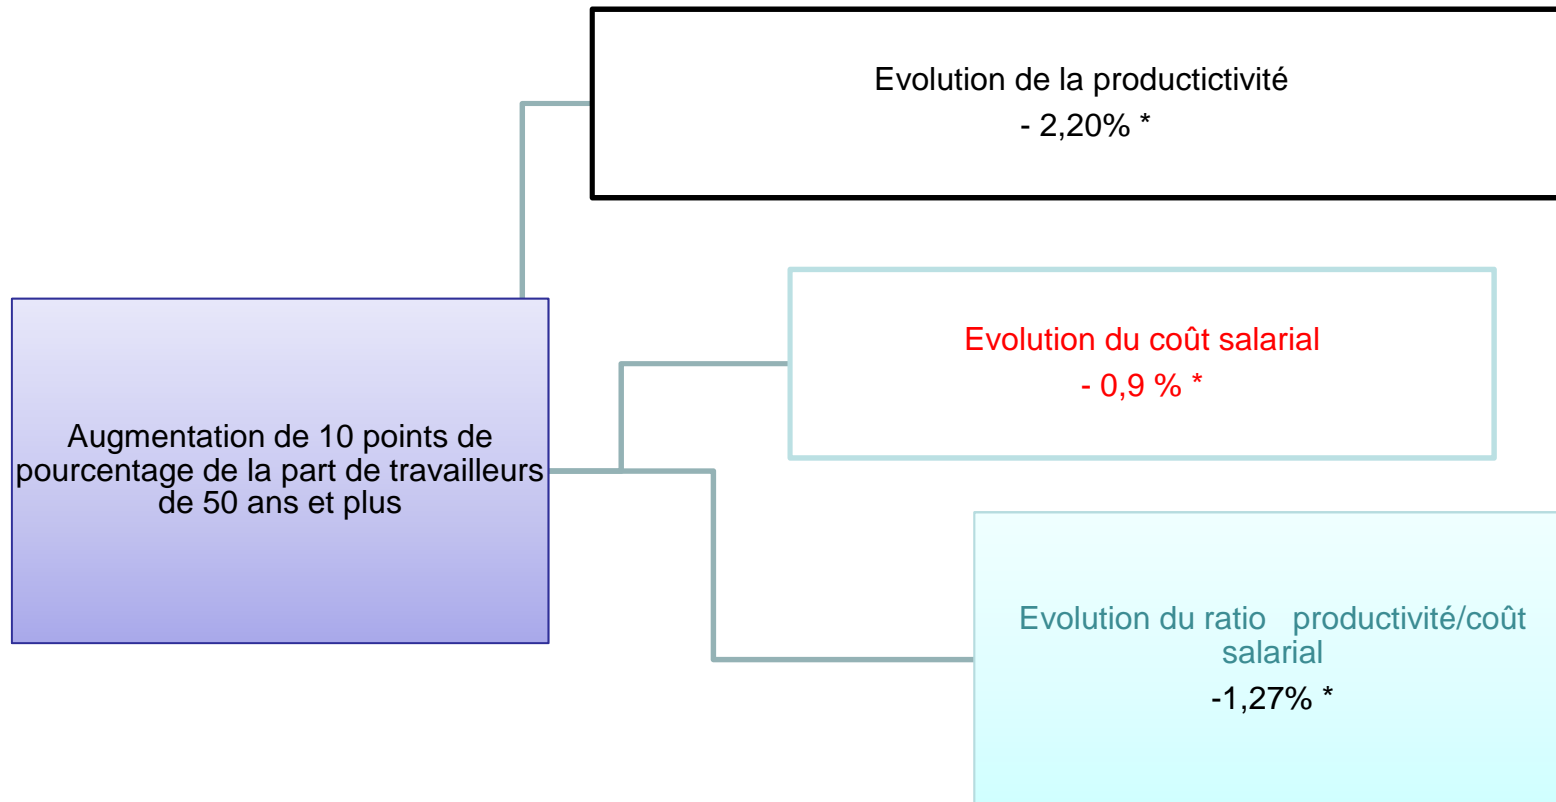 Evolution de la productictivité
- 2,20% *
Evolution du coût salarial
- 0,9 % *
Augmentation de 10 points de
pourcentage de la part de travailleurs
de 50 ans et plus
Evolution du ratio productivité/coût
salarial
-1,27% *